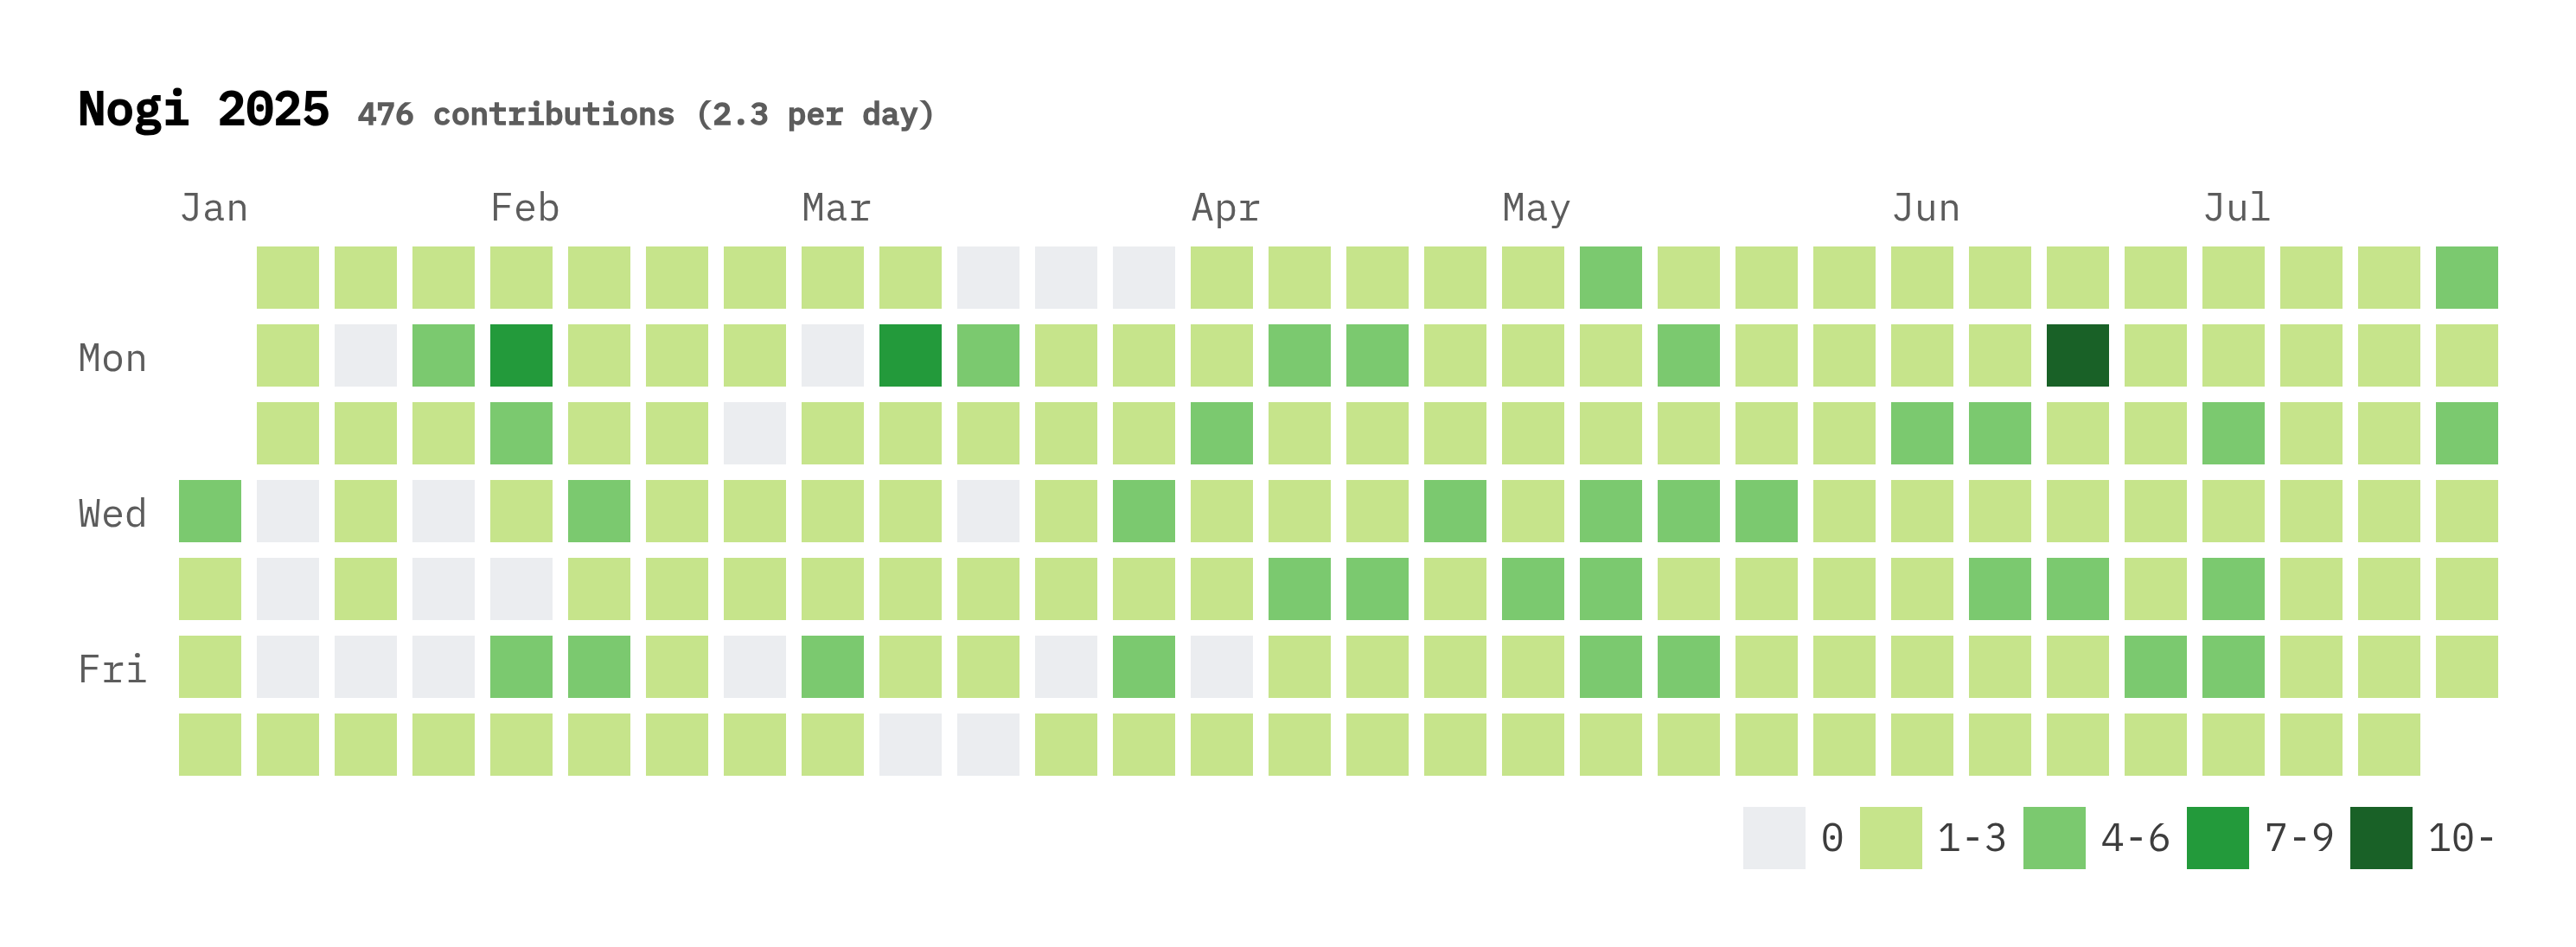 Nogi 2025 476 contributions (2.3 per day)
Jan Feb Mar Apr May Jun Jul
Mon
Wed
Fri
0 1-3 4-6 7-9 10-